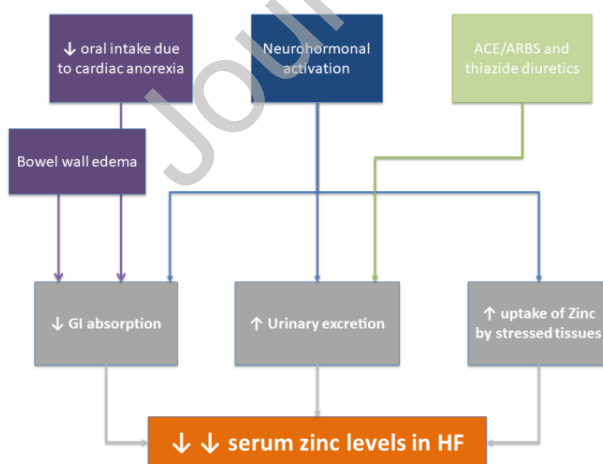 ↓ oral intake due
to cardiac anorexia
Neurohormonal
activation
ACE/ARBS and
thiazide diuretics
Bowel wall edema
↓ GI absorption
↑ Urinary excretion
↑ uptake of Zinc
by stressed tissues
↓ ↓ serum zinc levels in HF
Jour